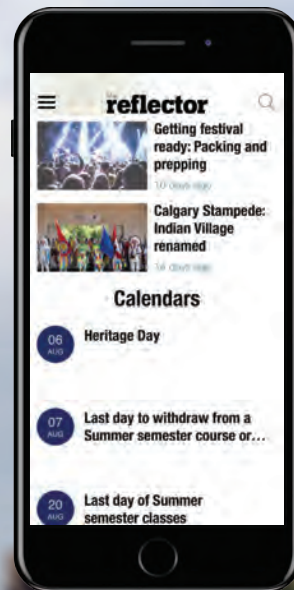 the
reflector
Getting festival
ready: Packing and
prepping
10 days ago
Calgary Stampede:
Indian Village
renamed
14 days ago
Calendars
06
AUG
Heritage Day
07
AUG
Last day to withdraw from a
Summer semester course or…
20
AUG
Last day of Summer
semester classes